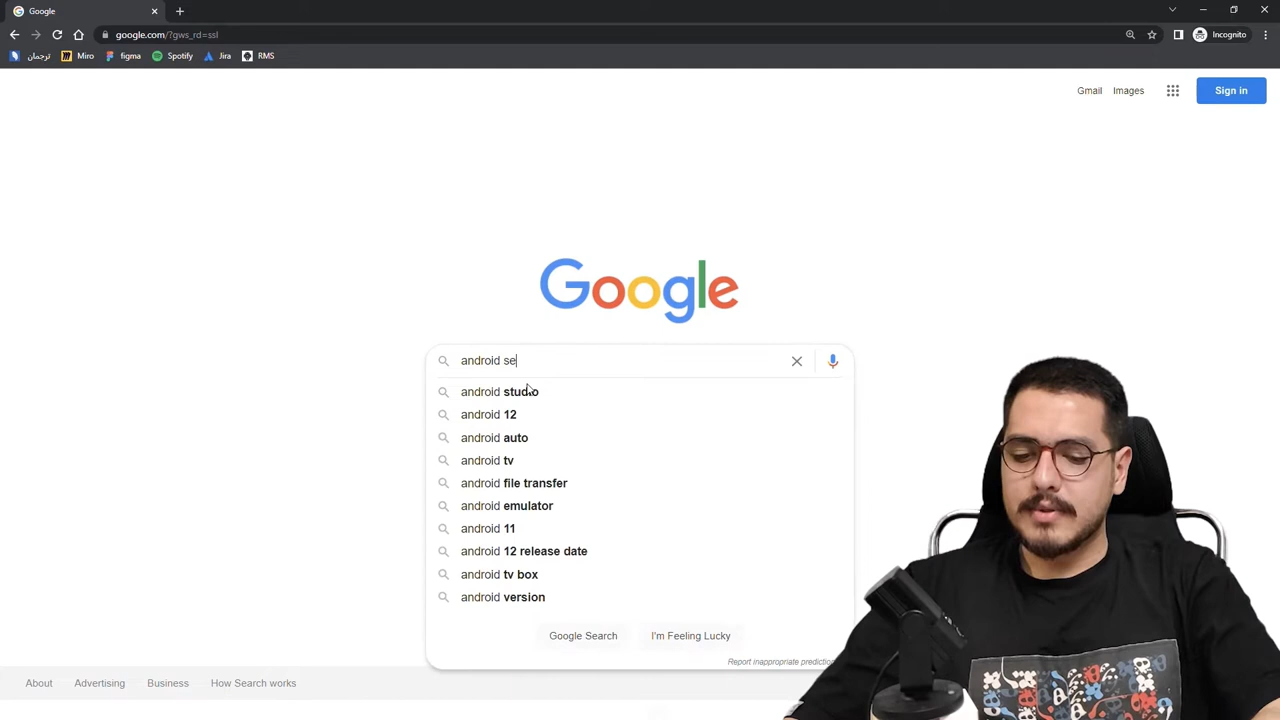 Google
google.com/?gws_rd=ssl
Incognito
ترجمان
Miro
figma
Spotify
Jira
RMS
Gmail
Images
Sign in
Google
android se
android studio
android 12
android auto
android tv
android file transfer
android emulator
android 11
android 12 release date
android tv box
android version
Google Search
I'm Feeling Lucky
Report inappropriate
About
Advertising
Business
How Search works